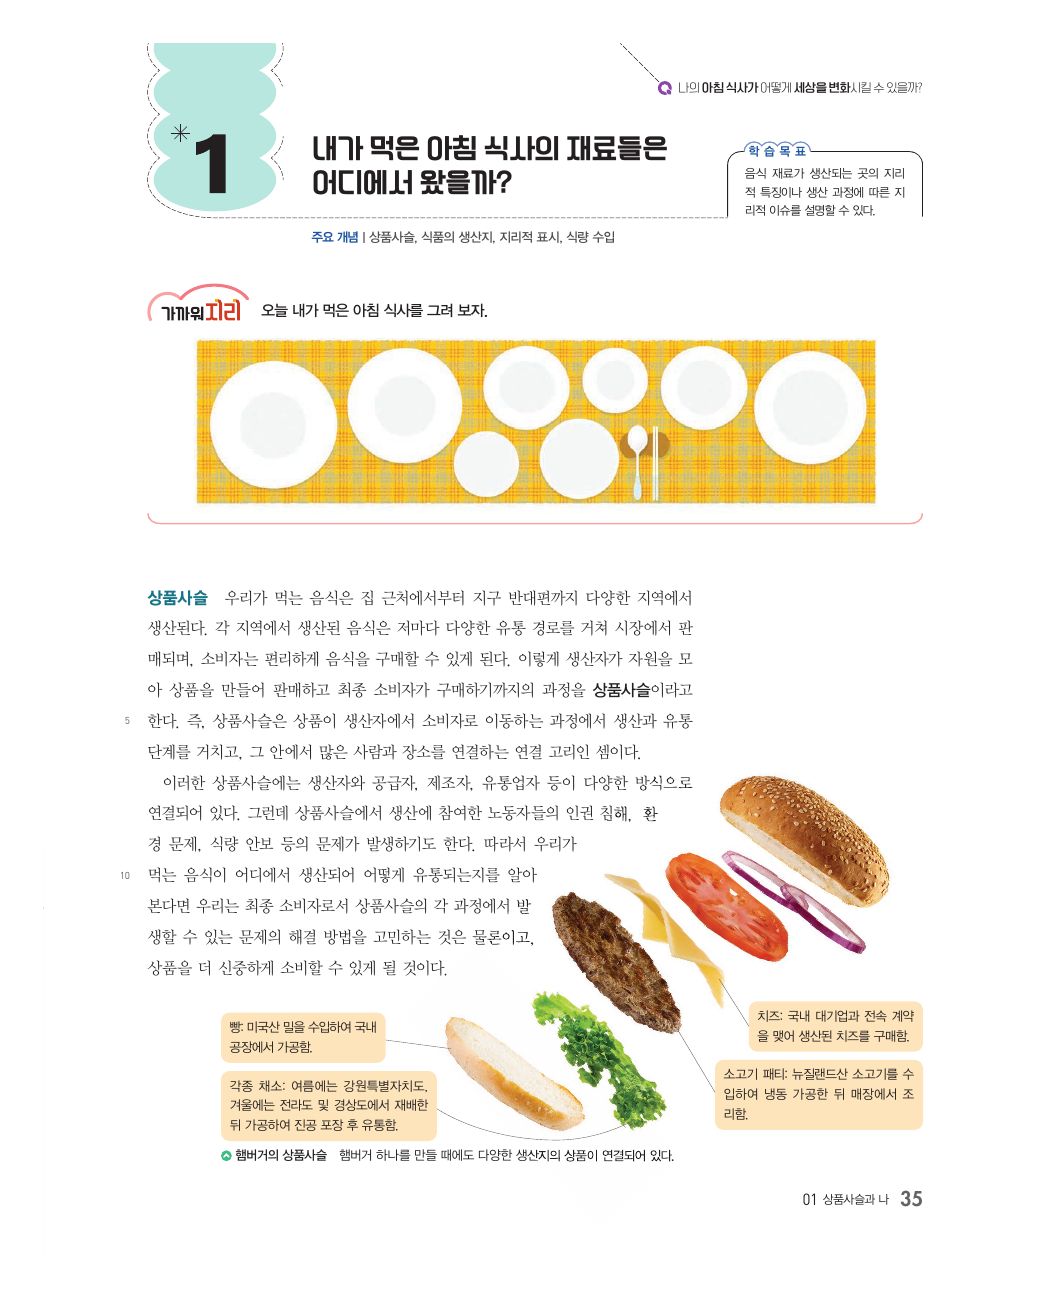 나의 아침 식사가 어떻게 세상을 변화시킬 수 있을까?
1
내가 먹은 아침 식사의 재료들은
어디에서 왔을까?
학습목표
음식 재료가 생산되는 곳의 지리
적 특징이나 생산 과정에 따른 지
리적 이슈를 설명할 수 있다.
주요 개념 | 상품사슬, 식품의 생산지, 지리적 표시, 식량 수입
가까워지리 오늘 내가 먹은 아침 식사를 그려 보자.
상품사슬 우리가 먹는 음식은 집 근처에서부터 지구 반대편까지 다양한 지역에서
생산된다. 각 지역에서 생산된 음식은 저마다 다양한 유통 경로를 거쳐 시장에서 판
매되며, 소비자는 편리하게 음식을 구매할 수 있게 된다. 이렇게 생산자가 자원을 모
아 상품을 만들어 판매하고 최종 소비자가 구매하기까지의 과정을 상품사슬이라고
5 한다. 즉, 상품사슬은 상품이 생산자에서 소비자로 이동하는 과정에서 생산과 유통
단계를 거치고, 그 안에서 많은 사람과 장소를 연결하는 연결 고리인 셈이다.
이러한 상품사슬에는 생산자와 공급자, 제조자, 유통업자 등이 다양한 방식으로
연결되어 있다. 그런데 상품사슬에서 생산에 참여한 노동자들의 인권 침해, 환
경 문제, 식량 안보 등의 문제가 발생하기도 한다. 따라서 우리가
10 먹는 음식이 어디에서 생산되어 어떻게 유통되는지를 알아
본다면 우리는 최종 소비자로서 상품사슬의 각 과정에서 발
생할 수 있는 문제의 해결 방법을 고민하는 것은 물론이고,
상품을 더 신중하게 소비할 수 있게 될 것이다.
빵: 미국산 밀을 수입하여 국내
공장에서 가공함.
각종 채소: 여름에는 강원특별자치도,
겨울에는 전라도 및 경상도에서 재배한
뒤 가공하여 진공 포장 후 유통함.
치즈: 국내 대기업과 전속 계약
을 맺어 생산된 치즈를 구매함.
소고기 패티: 뉴질랜드산 소고기를 수
입하여 냉동 가공한 뒤 매장에서 조
리함.
햄버거의 상품사슬 햄버거 하나를 만들 때에도 다양한 생산지의 상품이 연결되어 있다.
01 상품사슬과 나 35